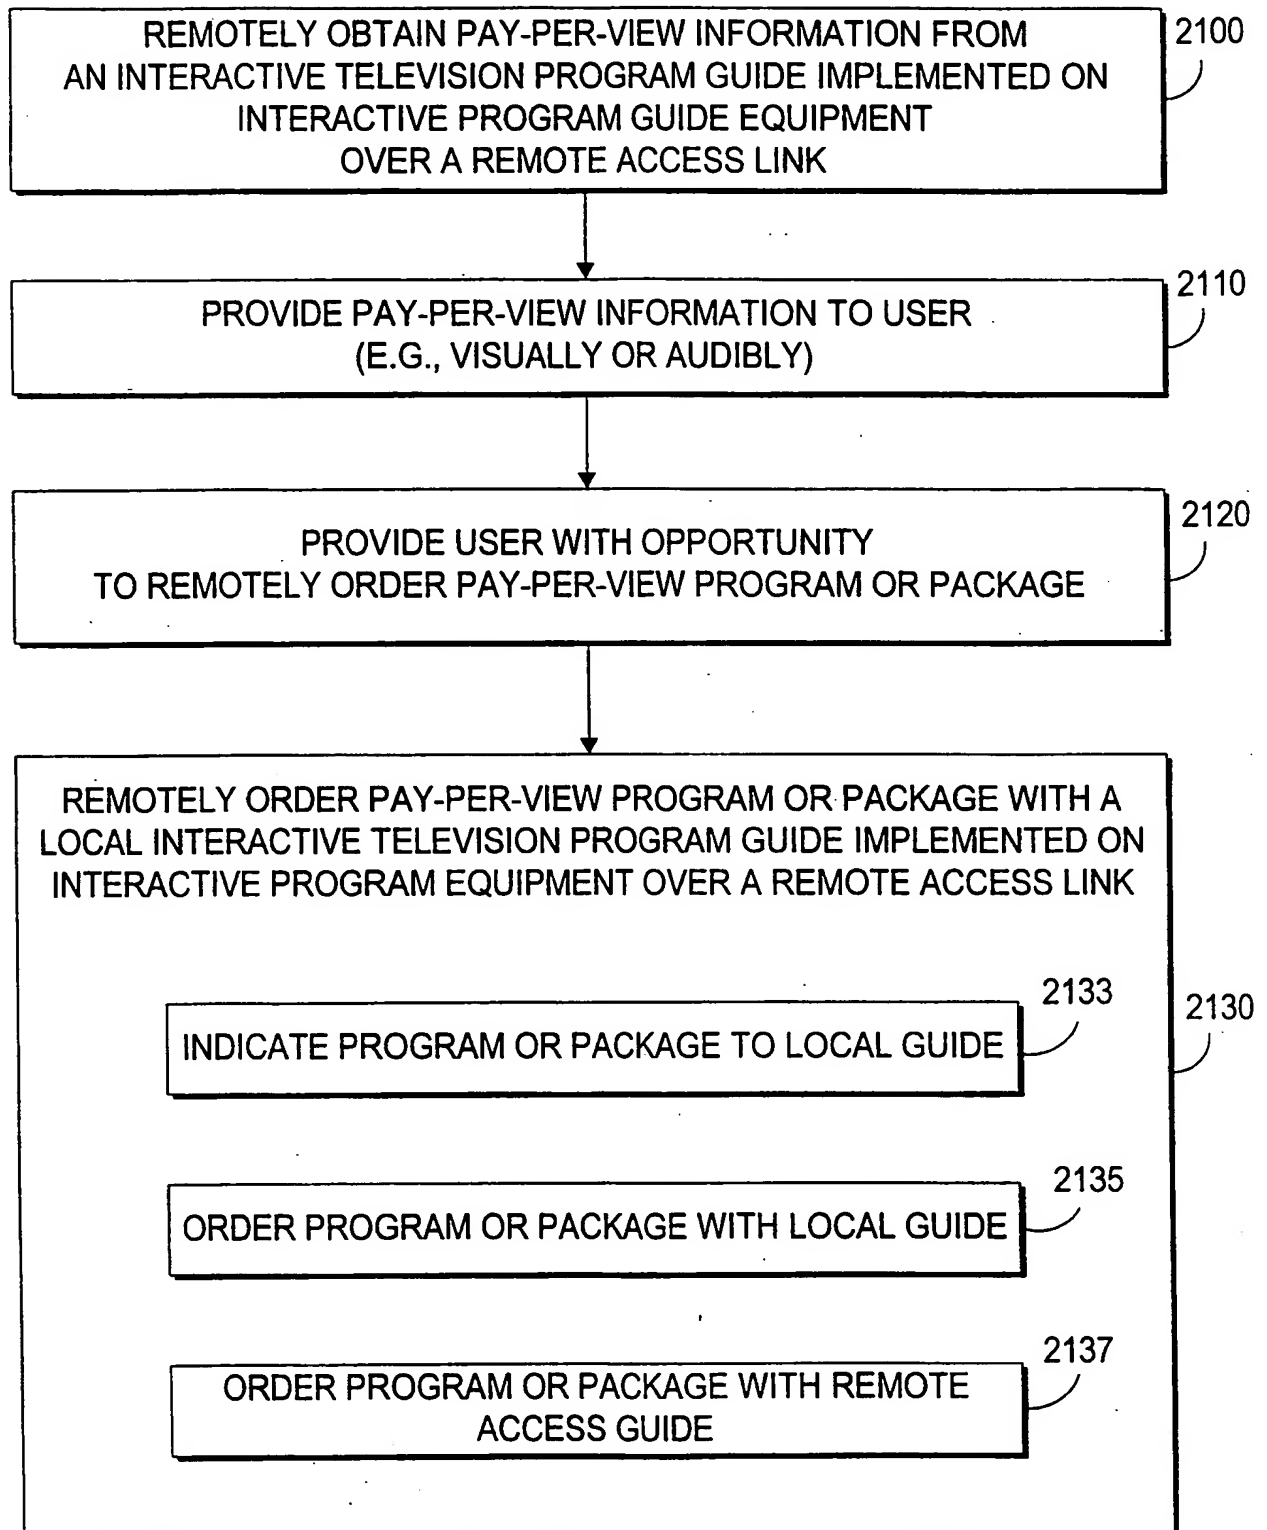 REMOTELY OBTAIN PAY-PER-VIEW INFORMATION FROM
AN INTERACTIVE TELEVISION PROGRAM GUIDE IMPLEMENTED ON
INTERACTIVE PROGRAM GUIDE EQUIPMENT
OVER A REMOTE ACCESS LINK
2100
PROVIDE PAY-PER-VIEW INFORMATION TO USER
(E.G., VISUALLY OR AUDIBLY)
2110
PROVIDE USER WITH OPPORTUNITY
TO REMOTELY ORDER PAY-PER-VIEW PROGRAM OR PACKAGE
2120
REMOTELY ORDER PAY-PER-VIEW PROGRAM OR PACKAGE WITH A
LOCAL INTERACTIVE TELEVISION PROGRAM GUIDE IMPLEMENTED ON
INTERACTIVE PROGRAM EQUIPMENT OVER A REMOTE ACCESS LINK
2130
2133
INDICATE PROGRAM OR PACKAGE TO LOCAL GUIDE
2135
ORDER PROGRAM OR PACKAGE WITH LOCAL GUIDE
2137
ORDER PROGRAM OR PACKAGE WITH REMOTE
ACCESS GUIDE